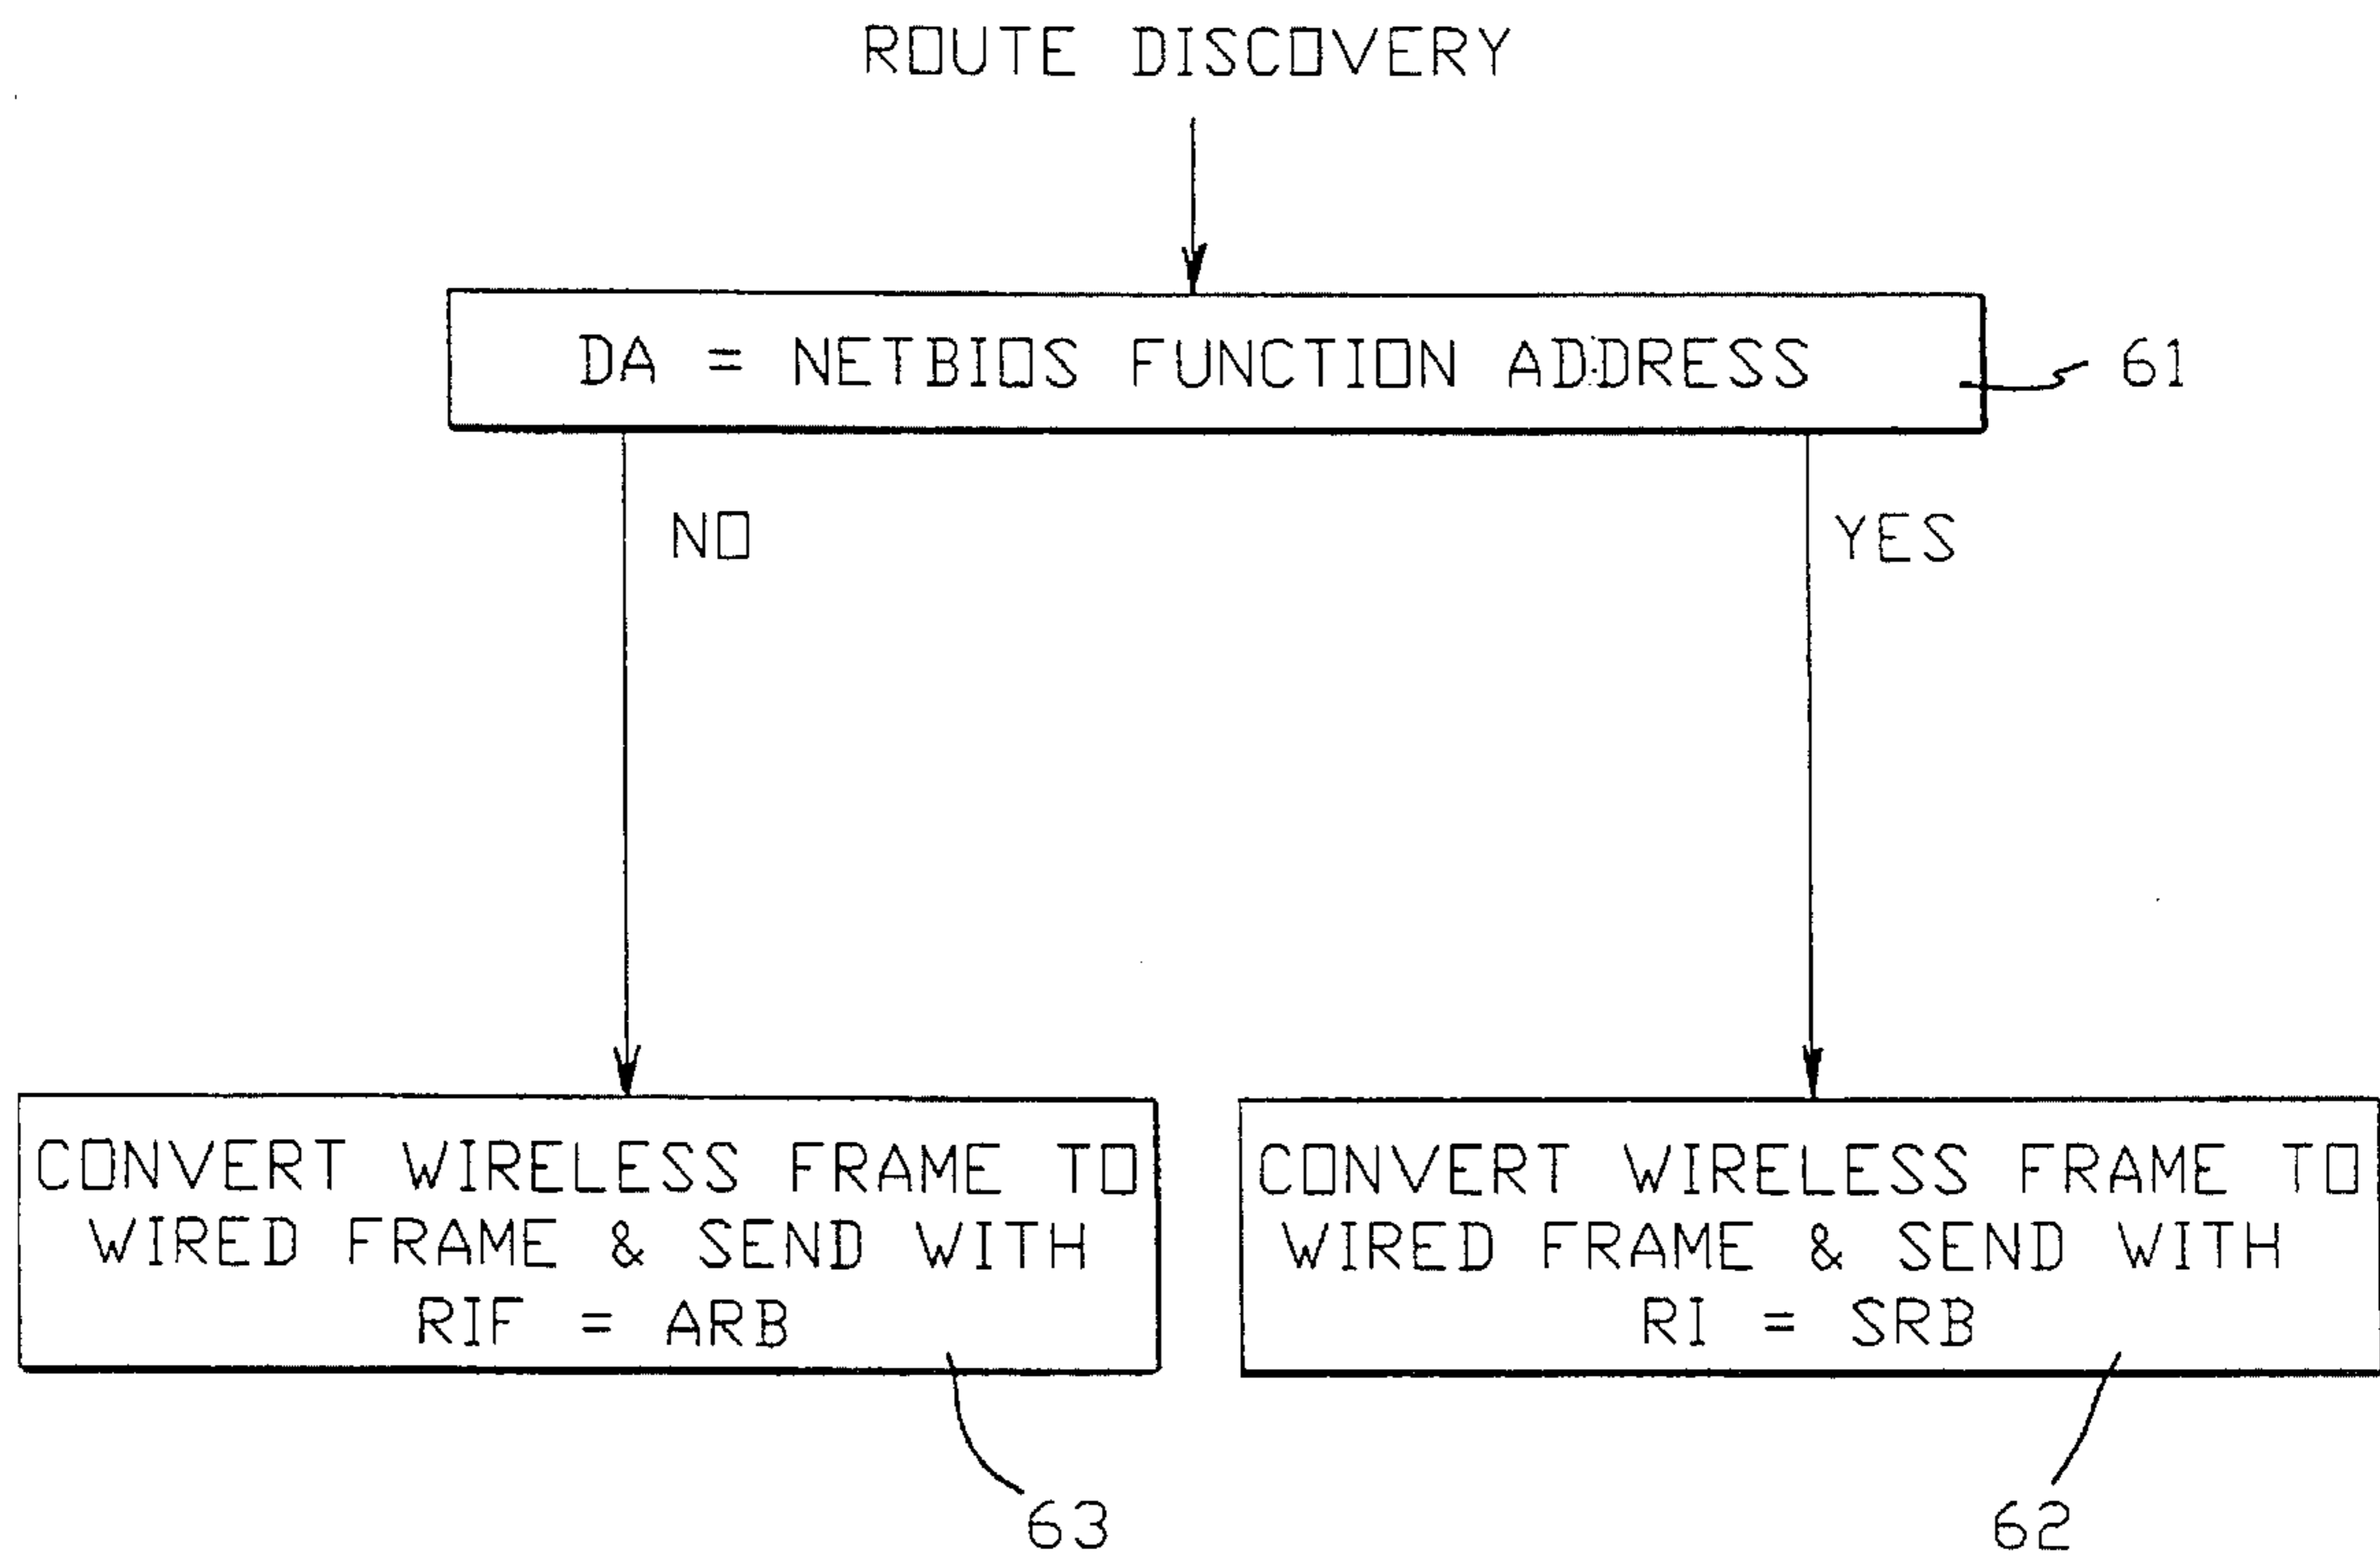 ROUTE DISCOVERY
DA = NETBIOS FUNCTION ADDRESS
61
NO
YES
CONVERT WIRELESS FRAME TO
WIRED FRAME & SEND WITH
RIF = ARB
CONVERT WIRELESS FRAME TO
WIRED FRAME & SEND WITH
RI = SRB
63
62